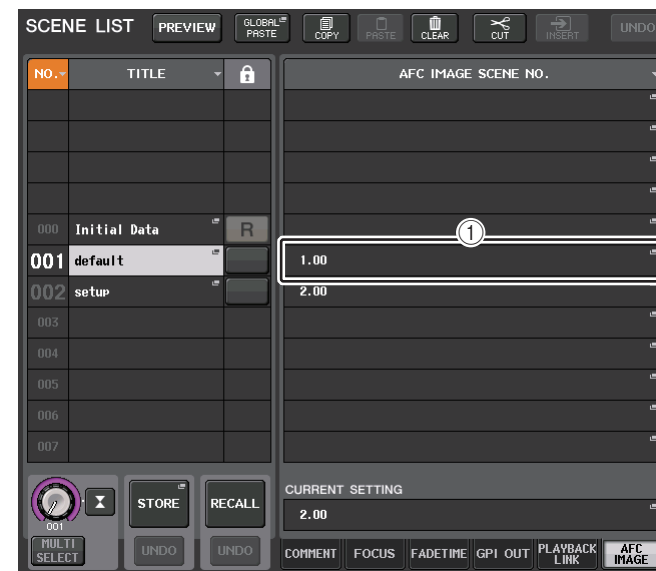 SCENE LIST PREVIEW GLOBAL PASTE COPY PASTE CLEAR CUT INSERT UNDO
NO. TITLE AFC IMAGE SCENE NO.
000 Initial Data R
1
001 default 1.00
002 setup 2.00
003
004
005
006
007
STORE RECALL
CURRENT SETTING
2.00
001
MULTI SELECT UNDO UNDO
COMMENT FOCUS FADETIME GPI OUT PLAYBACK LINK AFC IMAGE